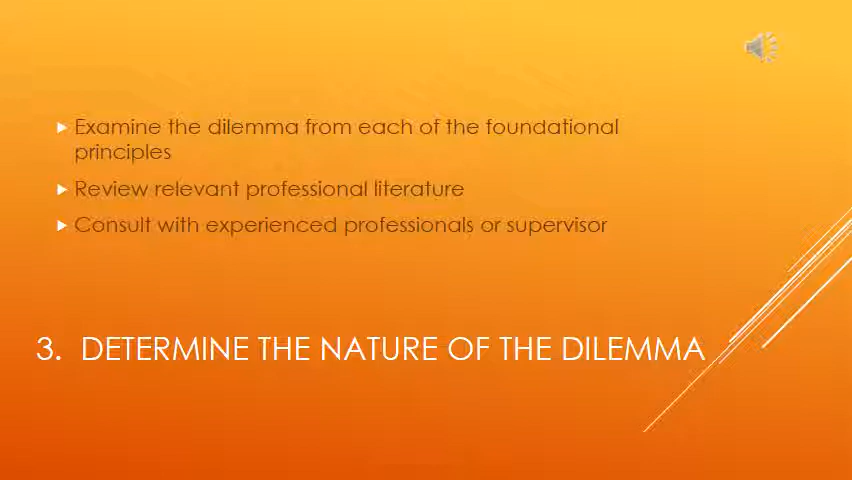 Examine the dilemma from each of the foundational
principles
Review relevant professional literature
Consult with experienced professionals or supervisor
3. DETERMINE THE NATURE OF THE DILEMMA